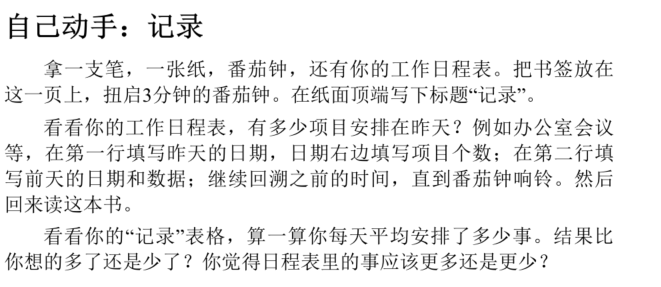 自己动手：记录
拿一支笔，一张纸，番茄钟，还有你的工作日程表。把书签放在
这一页上，扭启3分钟的番茄钟。在纸面顶端写下标题“记录”。
看看你的工作日程表，有多少项目安排在昨天？例如办公室会议
等，在第一行填写昨天的日期，日期右边填写项目个数；在第二行填
写前天的日期和数据；继续回溯之前的时间，直到番茄钟响铃。然后
回来读这本书。
看看你的“记录”表格，算一算你每天平均安排了多少事。结果比
你想的多了还是少了？你觉得日程表里的事应该更多还是更少？